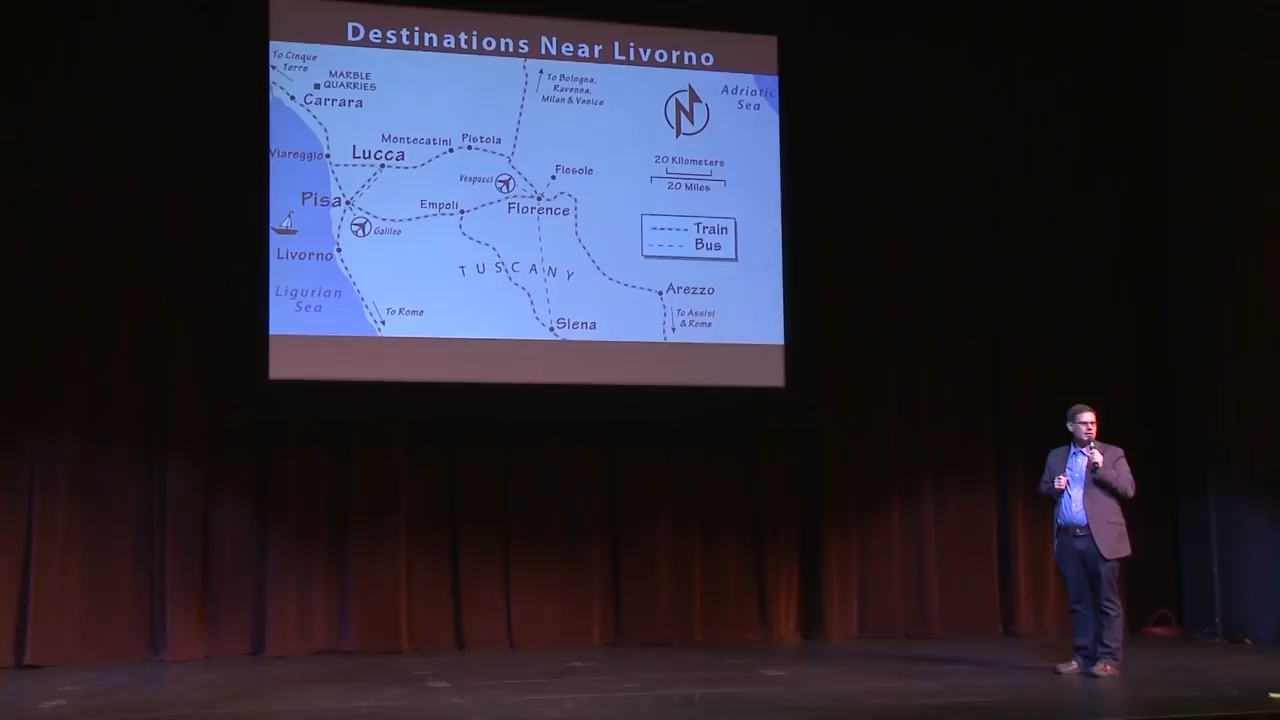 Destinations Near Livorno
To Cinque
Terre
MARBLE
QUARRIES
Carrara
To Bologna,
Ravenna,
Milan & Venice
Adriatic
Sea
N
Viareggio
Lucca
Montecatini
Pistoia
20 Kilometers
20 Miles
Vespucci
Fiesole
Pisa
Empoli
Florence
Galileo
Train
Bus
Livorno
TUSCANY
Ligurian
Sea
Arezzo
To Rome
Siena
To Assisi
& Rome